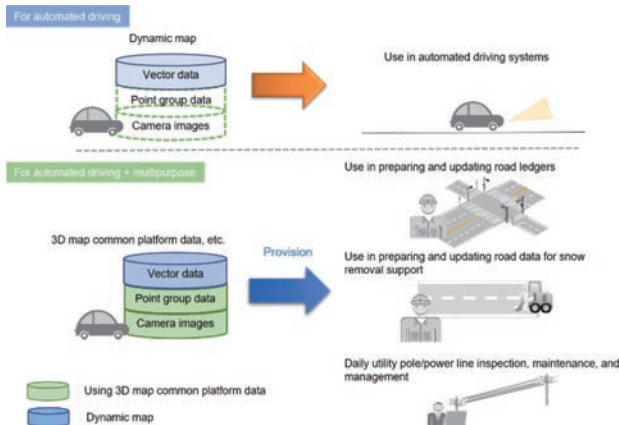 For automated driving
Dynamic map
Vector data
Point group data
Camera images
Use in automated driving systems
For automated driving + multipurpose
3D map common platform data, etc.
Vector data
Point group data
Camera images
Provision
Use in preparing and updating road ledgers
Use in preparing and updating road data for snow
removal support
Daily utility pole/power line inspection, maintenance, and
management
Using 3D map common platform data
Dynamic map